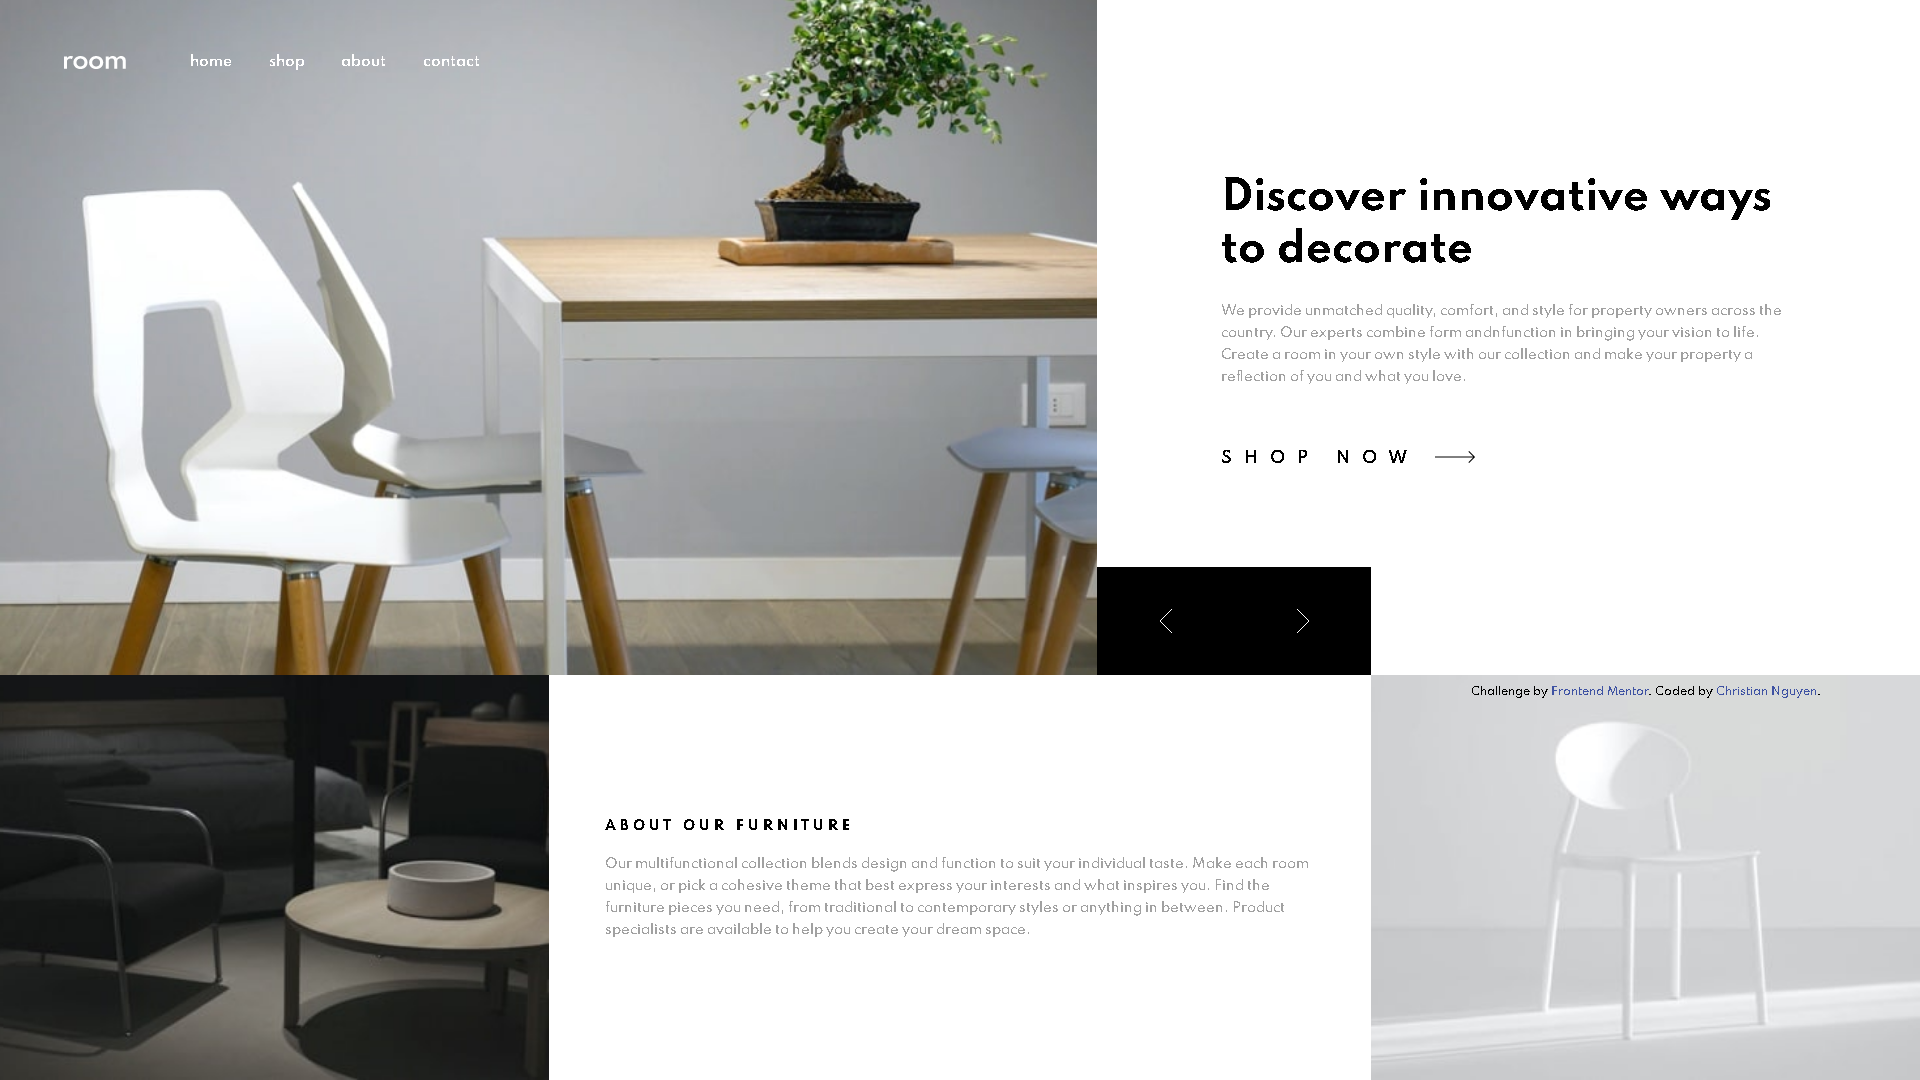 room
home shop about contact
Discover innovative ways
to decorate
We provide unmatched quality, comfort, and style for property owners across the
country. Our experts combine form andnfunction in bringing your vision to life.
Create a room in your own style with our collection and make your property a
reflection of you and what you love.
SHOP NOW
Challenge by Frontend Mentor. Coded by Christian Nguyen.
ABOUT OUR FURNITURE
Our multifunctional collection blends design and function to suit your individual taste. Make each room
unique, or pick a cohesive theme that best express your interests and what inspires you. Find the
furniture pieces you need, from traditional to contemporary styles or anything in between. Product
specialists are available to help you create your dream space.